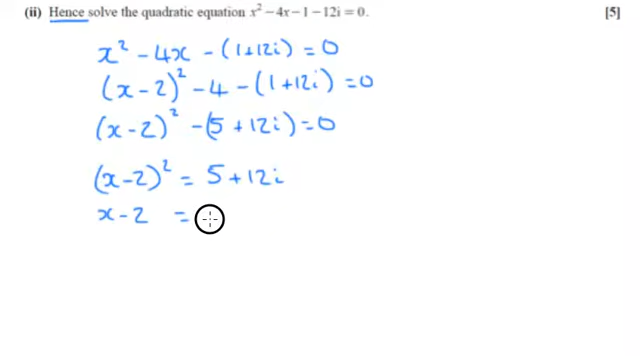 (ii) Hence solve the quadratic equation x² − 4x − 1 − 12i = 0. [5]
x² - 4x - (1+12i) = 0
(x-2)² - 4 - (1+12i) = 0
(x-2)² - (5+12i) = 0
(x-2)² = 5+12i
x-2 =